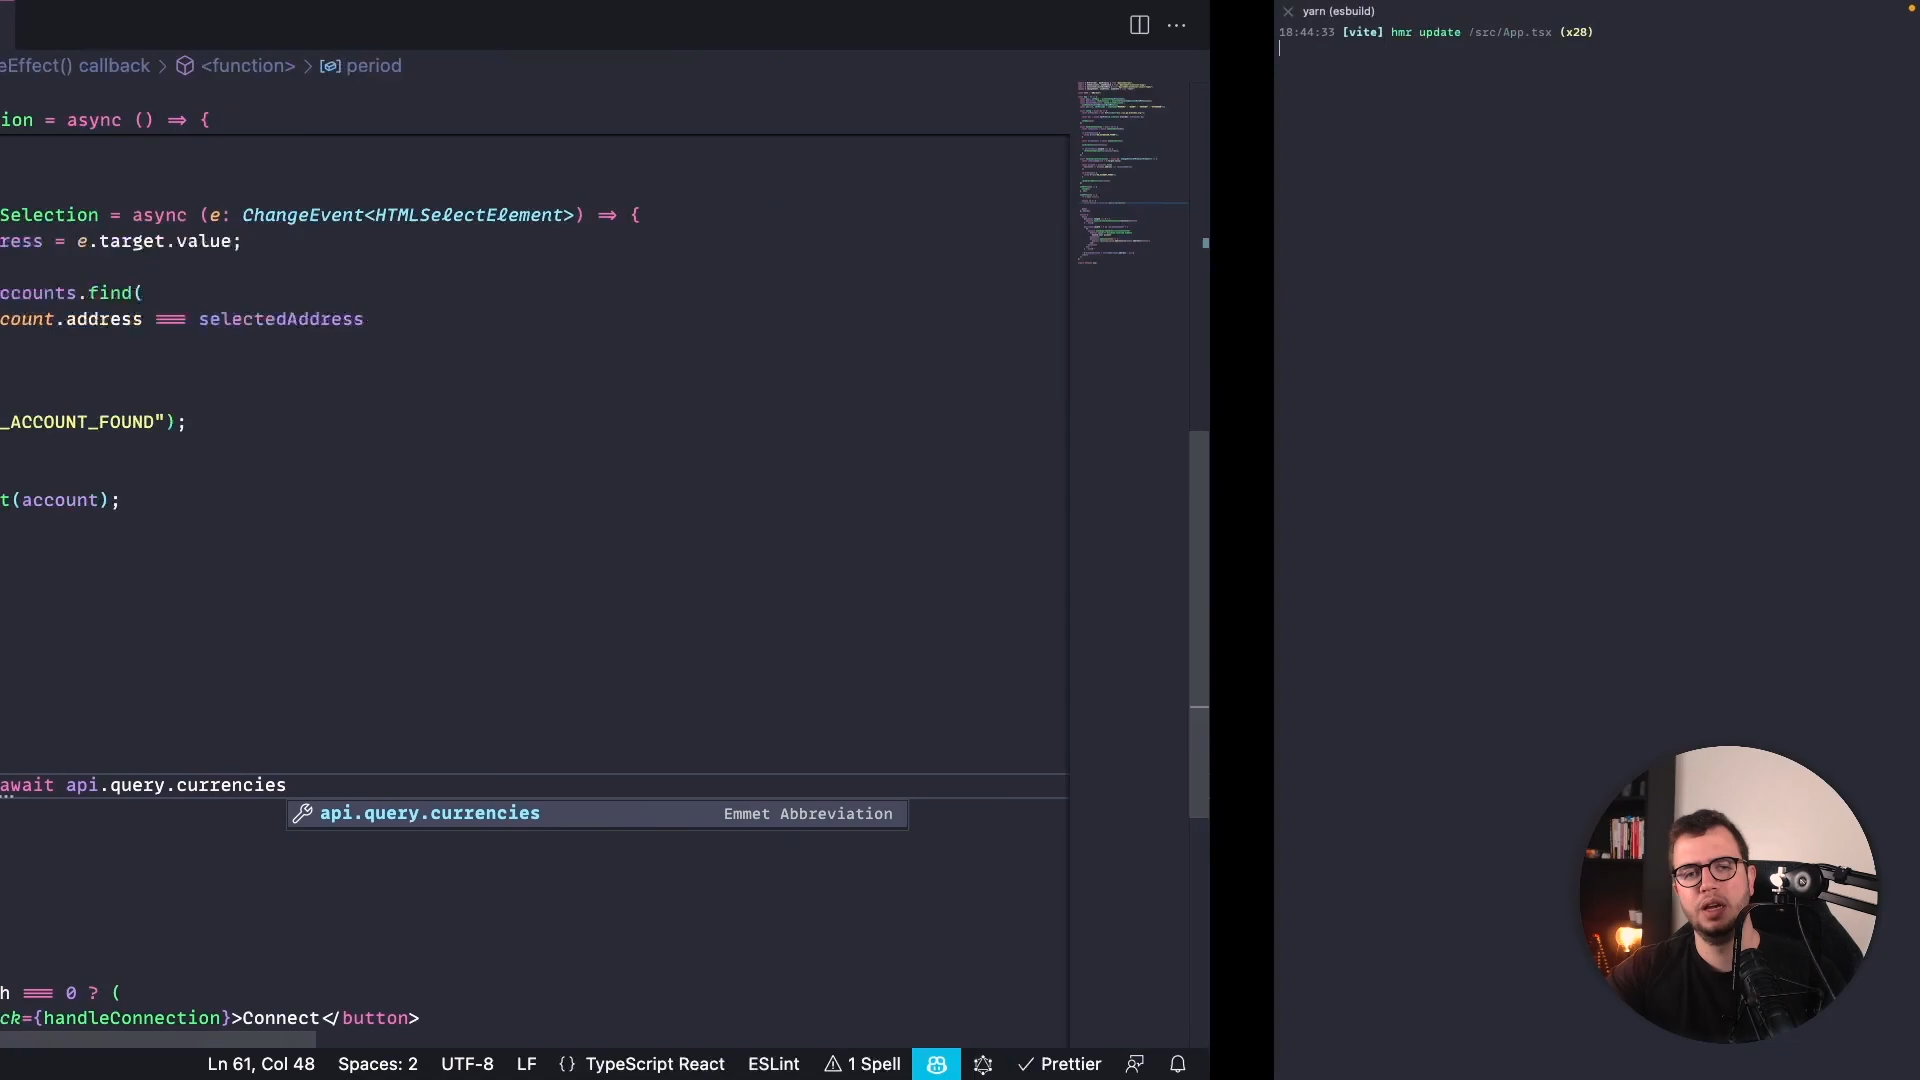 yarn (esbuild)
18:44:33 [vite] hmr update /src/App.tsx (x28)
eEffect() callback > <function> > period
ion = async () => {
Selection = async (e: ChangeEvent<HTMLSelectElement>) => {
ress = e.target.value;
ccounts.find(
count.address === selectedAddress
_ACCOUNT_FOUND");
t(account);
await api.query.currencies
api.query.currencies Emmet Abbreviation
h === 0 ? (
ck={handleConnection}>Connect</button>
Ln 61, Col 48 Spaces: 2 UTF-8 LF {} TypeScript React ESLint 1 Spell Prettier